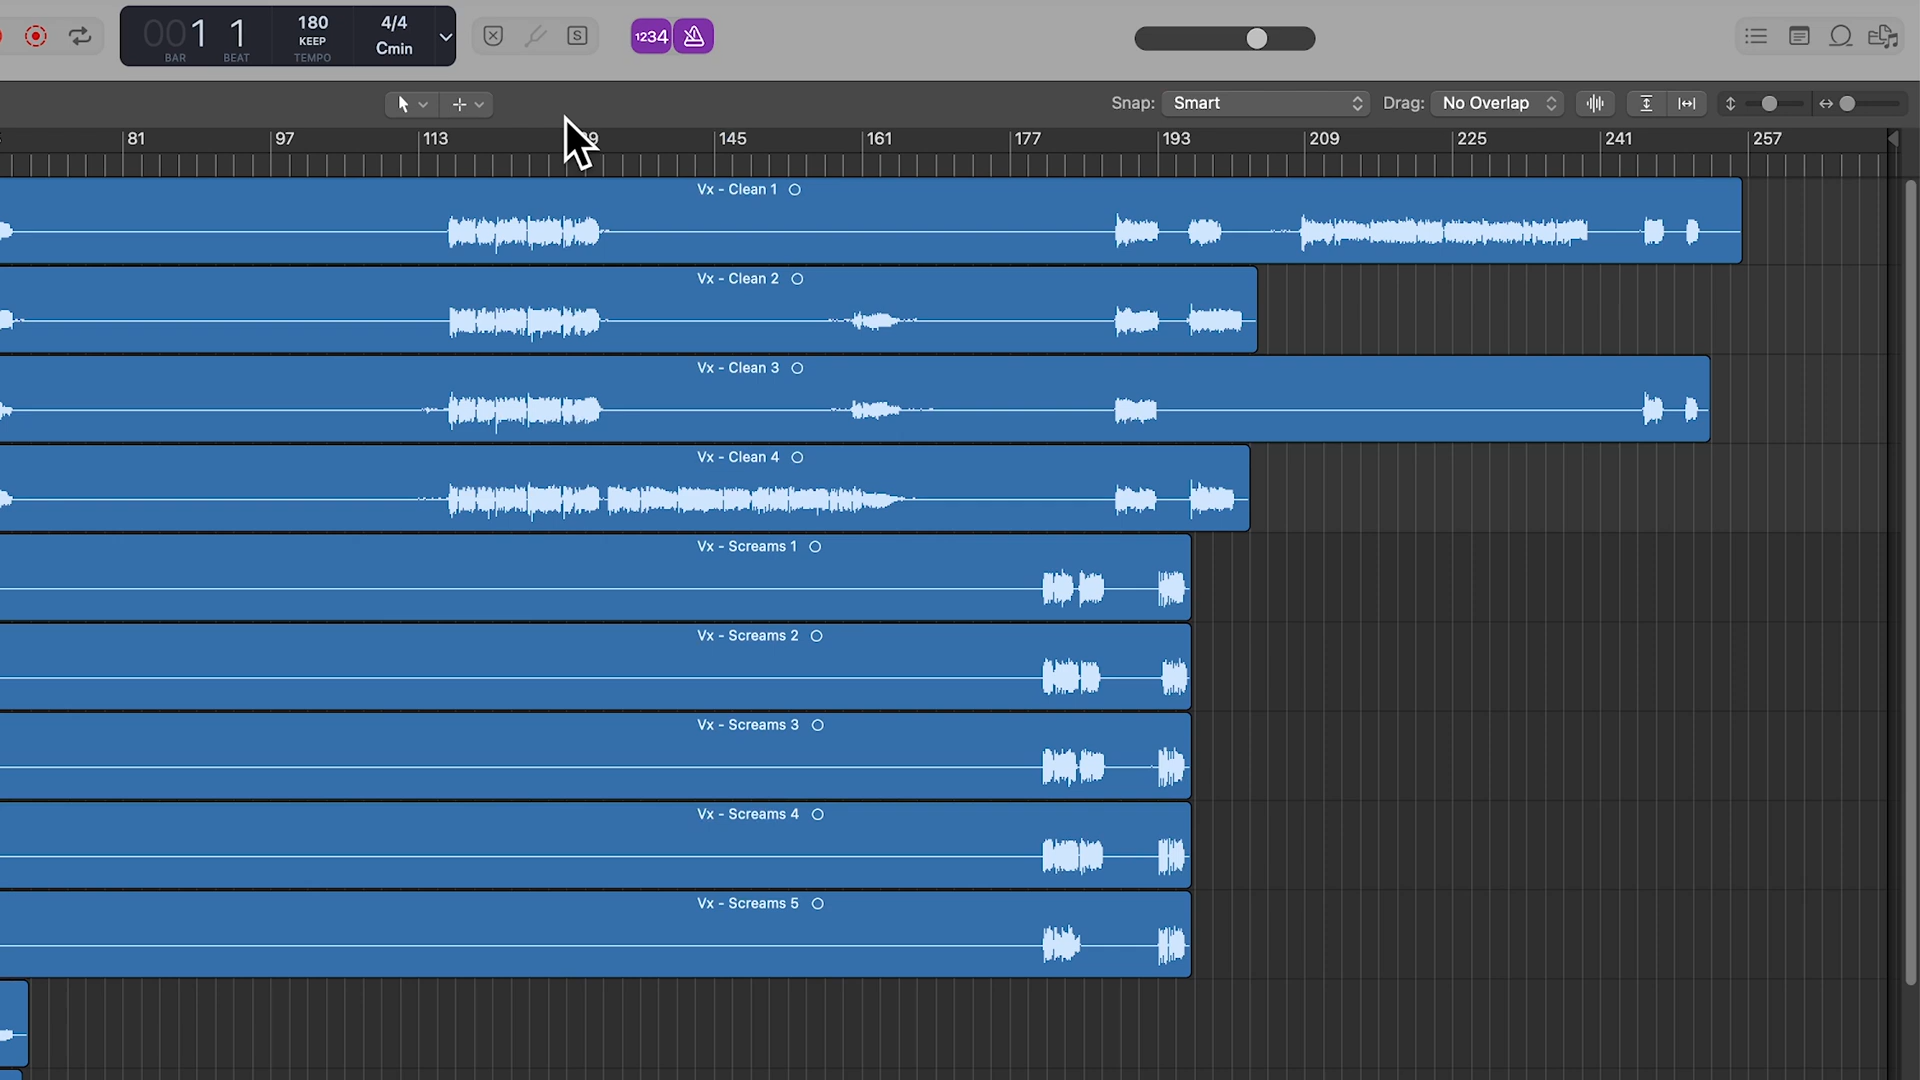 001 1 180 4/4
KEEP Cmin
BAR BEAT TEMPO
S
1234
Snap: Smart Drag: No Overlap
81 97 113 145 161 177 193 209 225 241 257
Vx - Clean 1
Vx - Clean 2
Vx - Clean 3
Vx - Clean 4
Vx - Screams 1
Vx - Screams 2
Vx - Screams 3
Vx - Screams 4
Vx - Screams 5